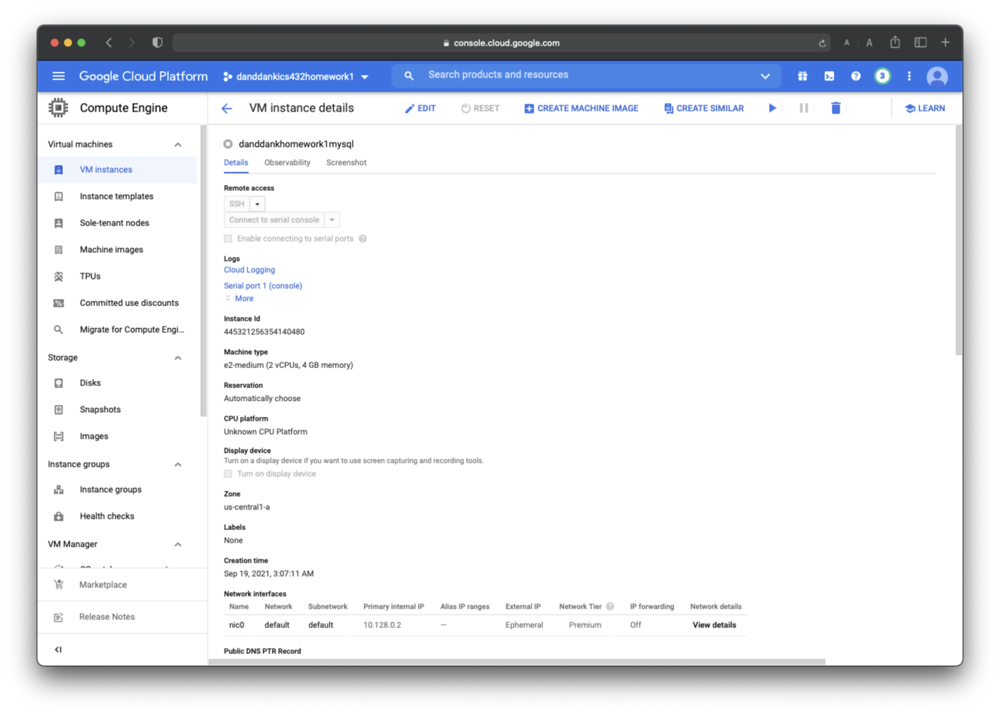 console.cloud.google.com
A A
Google Cloud Platform danddankics432homework1 Search products and resources 3
Compute Engine
VM instance details EDIT RESET CREATE MACHINE IMAGE CREATE SIMILAR LEARN
Virtual machines
VM instances
Instance templates
Sole-tenant nodes
Machine images
TPUs
Committed use discounts
Migrate for Compute Engi...
Storage
Disks
Snapshots
Images
Instance groups
Instance groups
Health checks
VM Manager
Marketplace
Release Notes
danddankhomework1mysql
Details Observability Screenshot
Remote access
SSH
Connect to serial console
Enable connecting to serial ports
Logs
Cloud Logging
Serial port 1 (console)
More
Instance Id
445321256354140480
Machine type
e2-medium (2 vCPUs, 4 GB memory)
Reservation
Automatically choose
CPU platform
Unknown CPU Platform
Display device
Turn on a display device if you want to use screen capturing and recording tools.
Turn on display device
Zone
us-central1-a
Labels
None
Creation time
Sep 19, 2021, 3:07:11 AM
Network interfaces
Name Network Subnetwork Primary internal IP Alias IP ranges External IP Network Tier IP forwarding Network details
nic0 default default 10.128.0.2 — Ephemeral Premium Off View details
Public DNS PTR Record